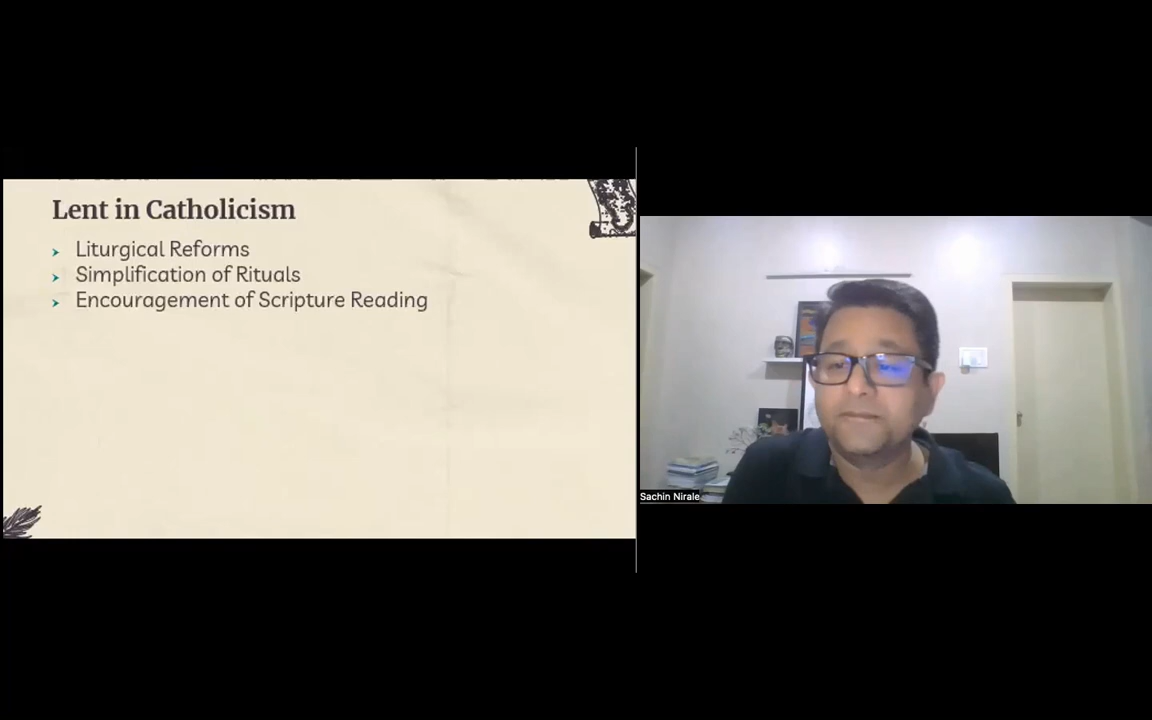 Lent in Catholicism
Liturgical Reforms
Simplification of Rituals
Encouragement of Scripture Reading
Sachin Nirale